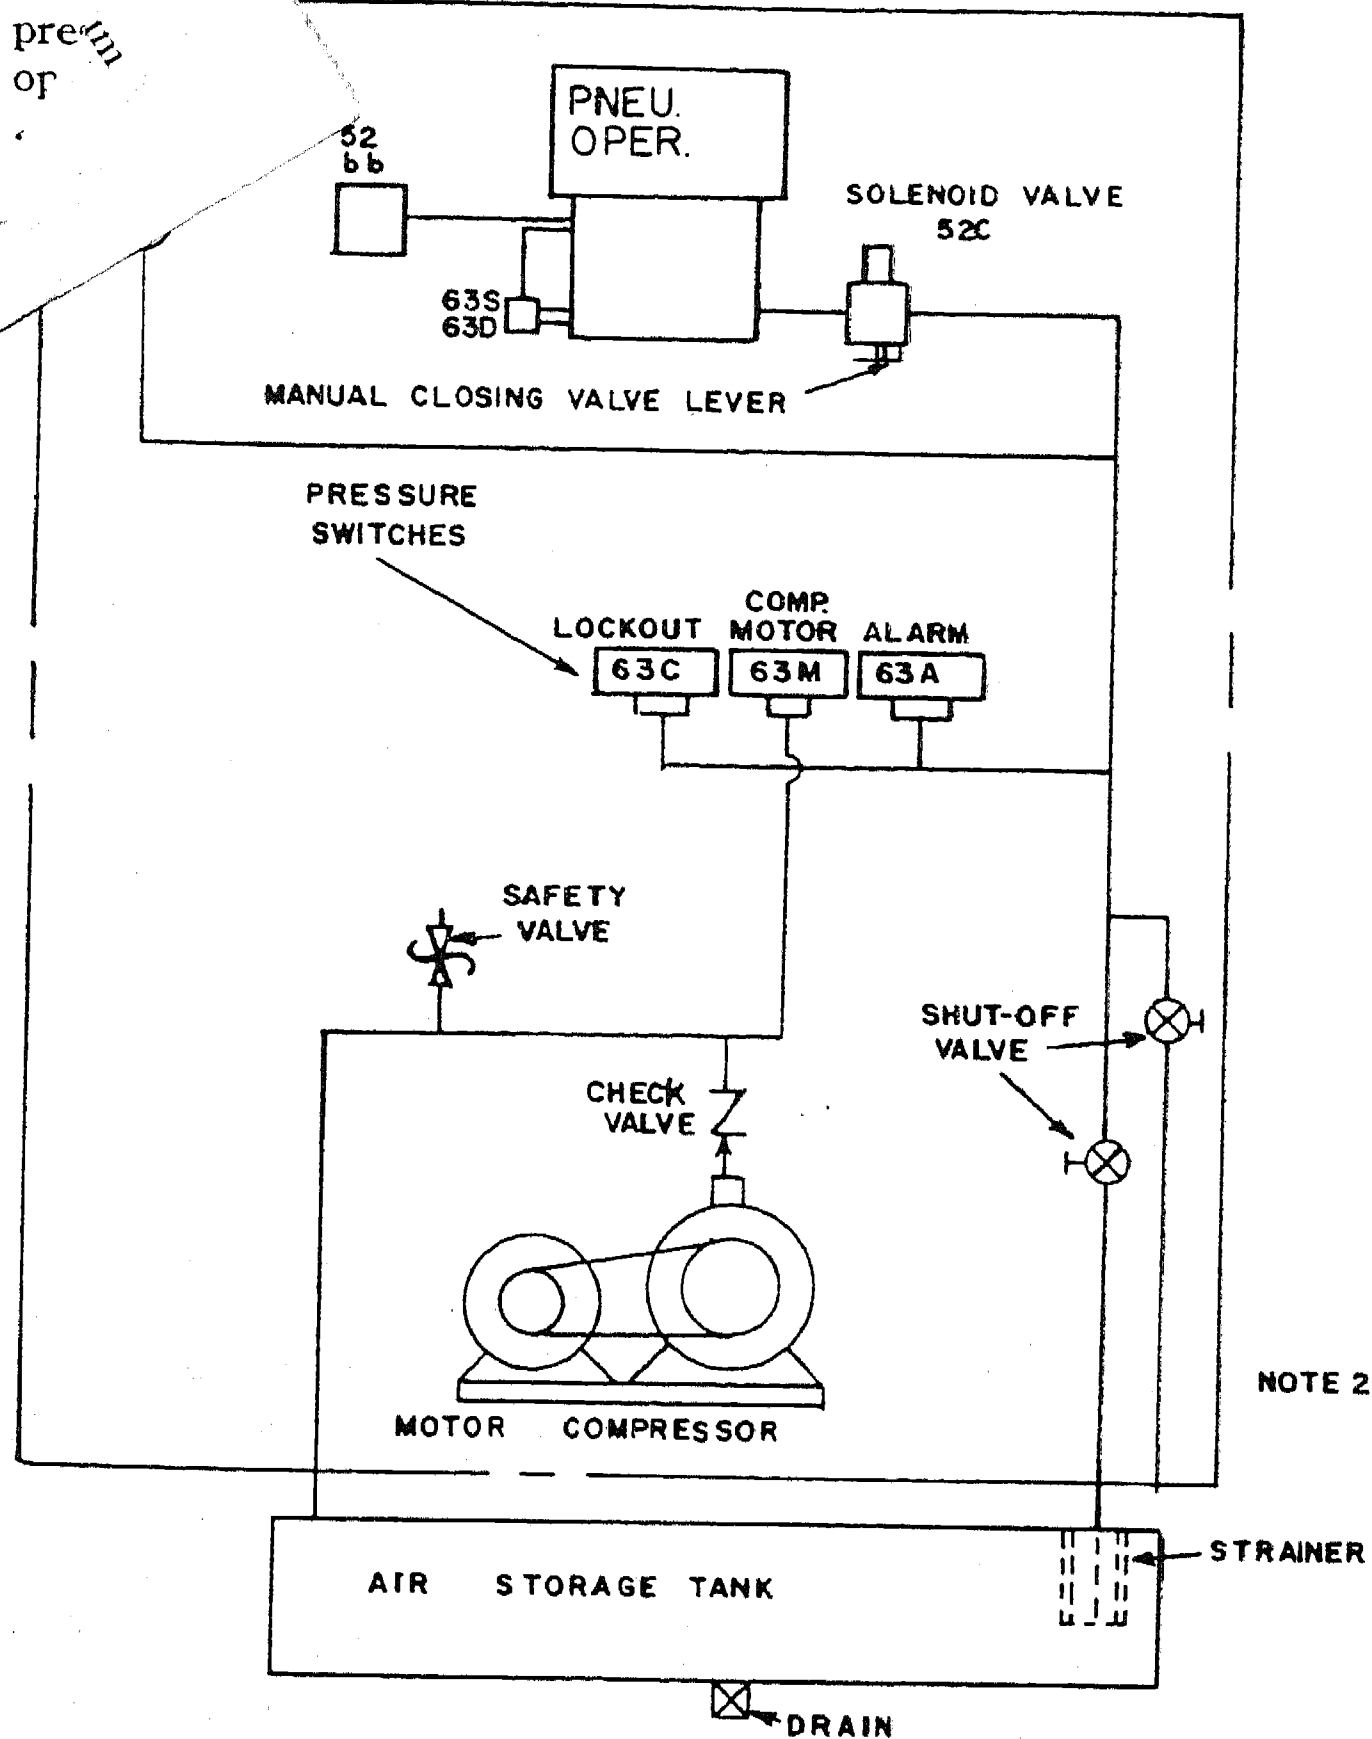 PNEU.
OPER.
52
bb
SOLENOID VALVE
52C
63S
63D
MANUAL CLOSING VALVE LEVER
PRESSURE
SWITCHES
COMP.
LOCKOUT MOTOR ALARM
63C 63M 63A
SAFETY
VALVE
SHUT-OFF
VALVE
CHECK
VALVE
MOTOR COMPRESSOR
NOTE 2
STRAINER
AIR STORAGE TANK
DRAIN